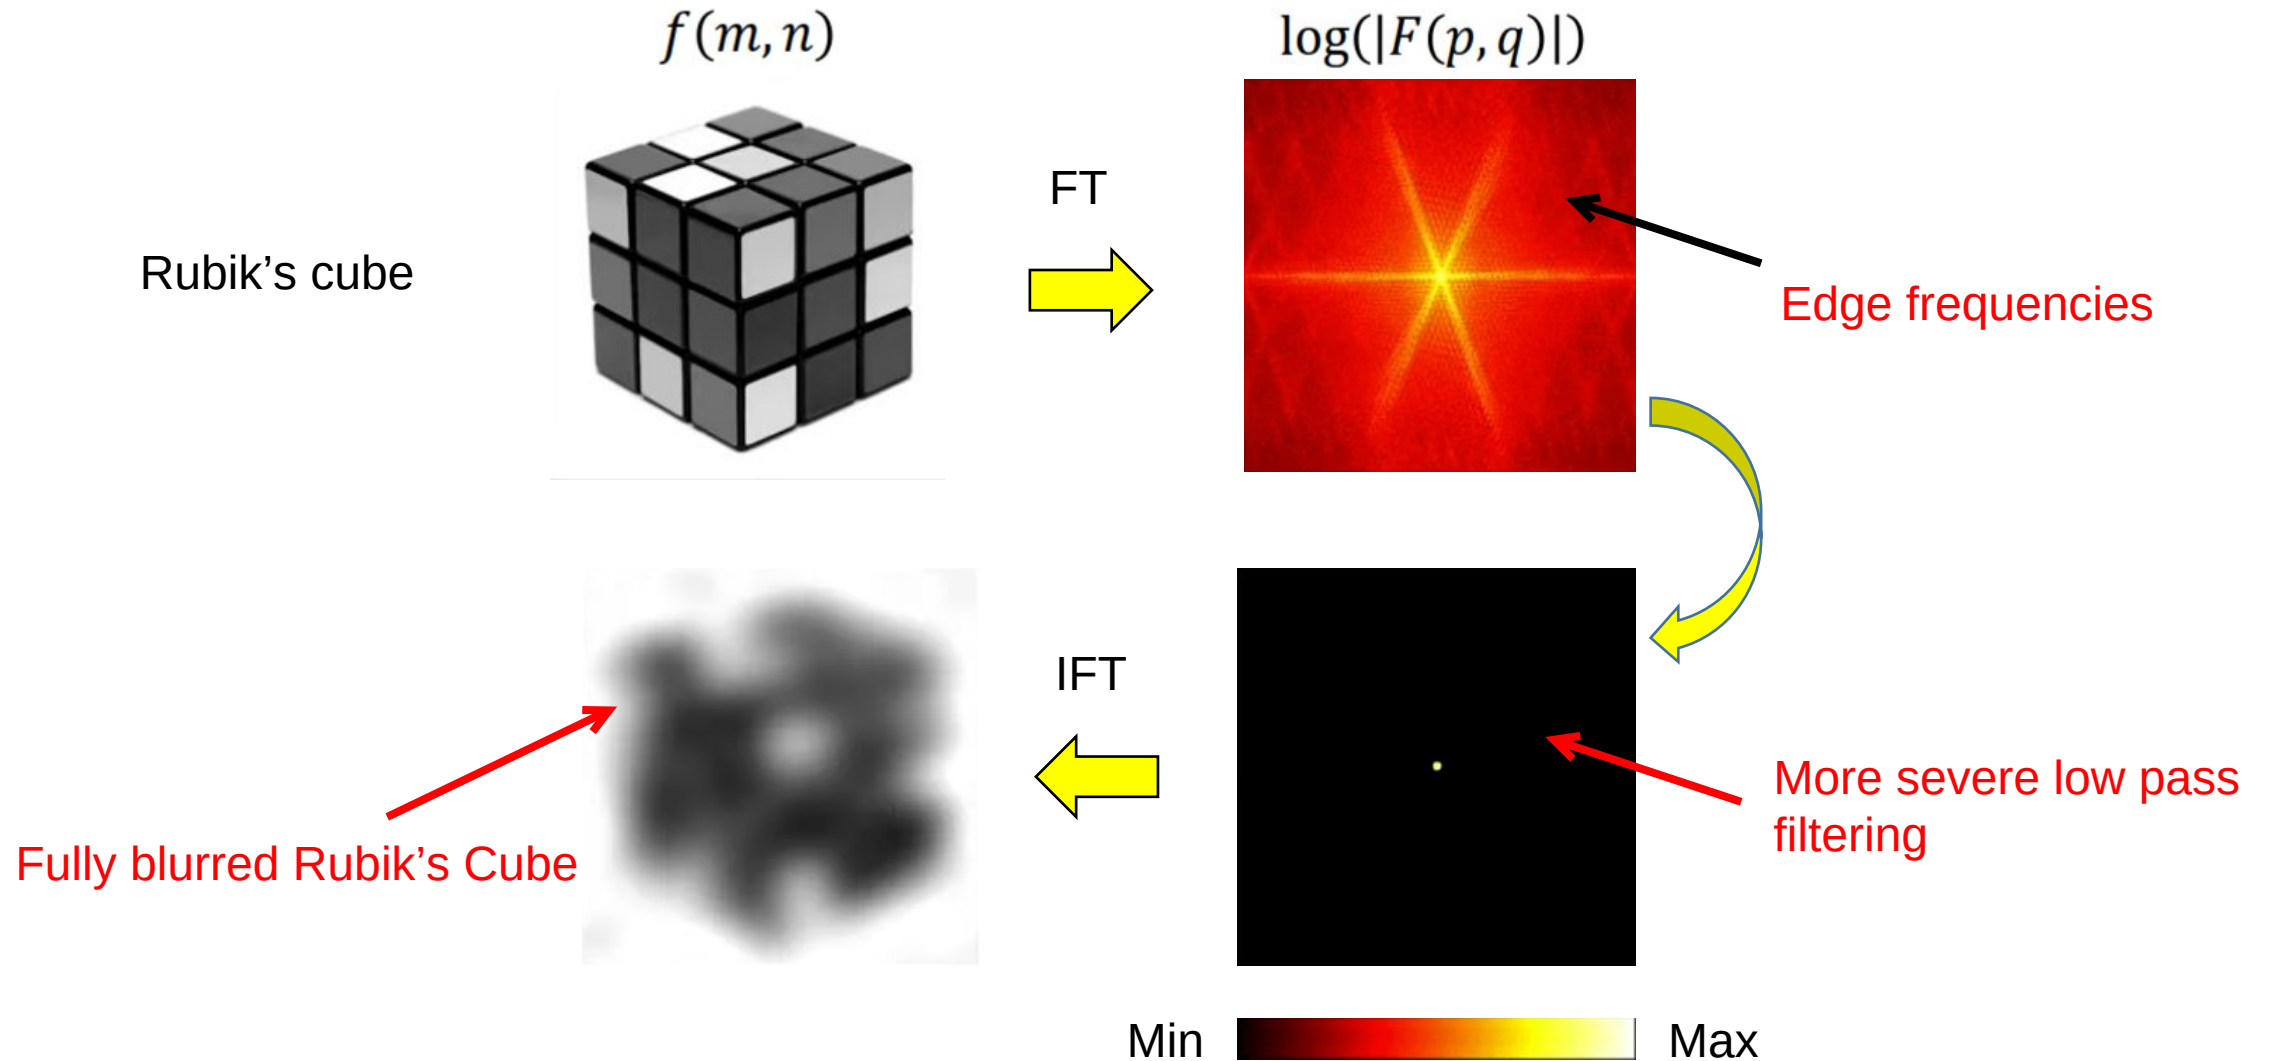 f(m, n)
log(|F(p, q)|)
FT
Rubik’s cube
Edge frequencies
IFT
More severe low pass
filtering
Fully blurred Rubik’s Cube
Min
Max